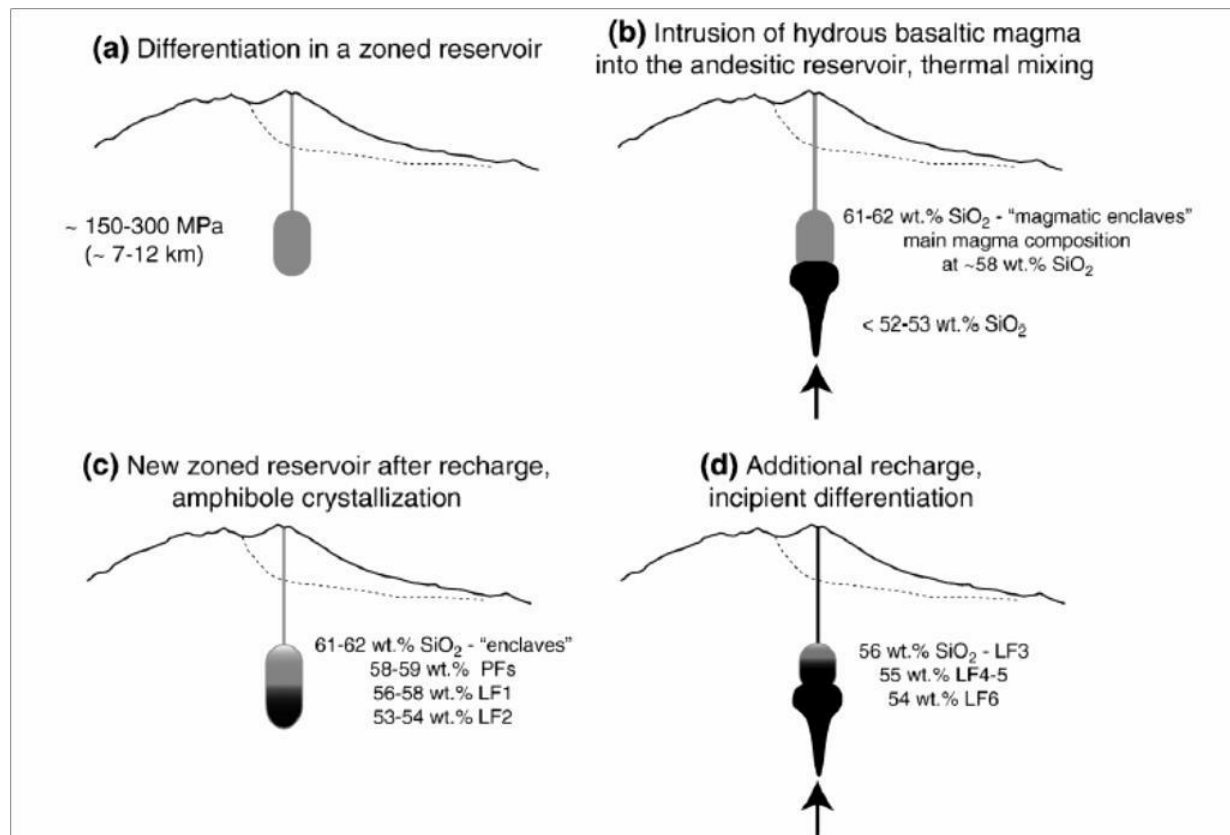 (a) Differentiation in a zoned reservoir
~ 150-300 MPa
(~ 7-12 km)
(b) Intrusion of hydrous basaltic magma
into the andesitic reservoir, thermal mixing
61-62 wt.% SiO₂ - “magmatic enclaves”
main magma composition
at ~58 wt.% SiO₂
< 52-53 wt.% SiO₂
(c) New zoned reservoir after recharge,
amphibole crystallization
61-62 wt.% SiO₂ - “enclaves”
58-59 wt.% PFs
56-58 wt.% LF1
53-54 wt.% LF2
(d) Additional recharge,
incipient differentiation
56 wt.% SiO₂ - LF3
55 wt.% LF4-5
54 wt.% LF6